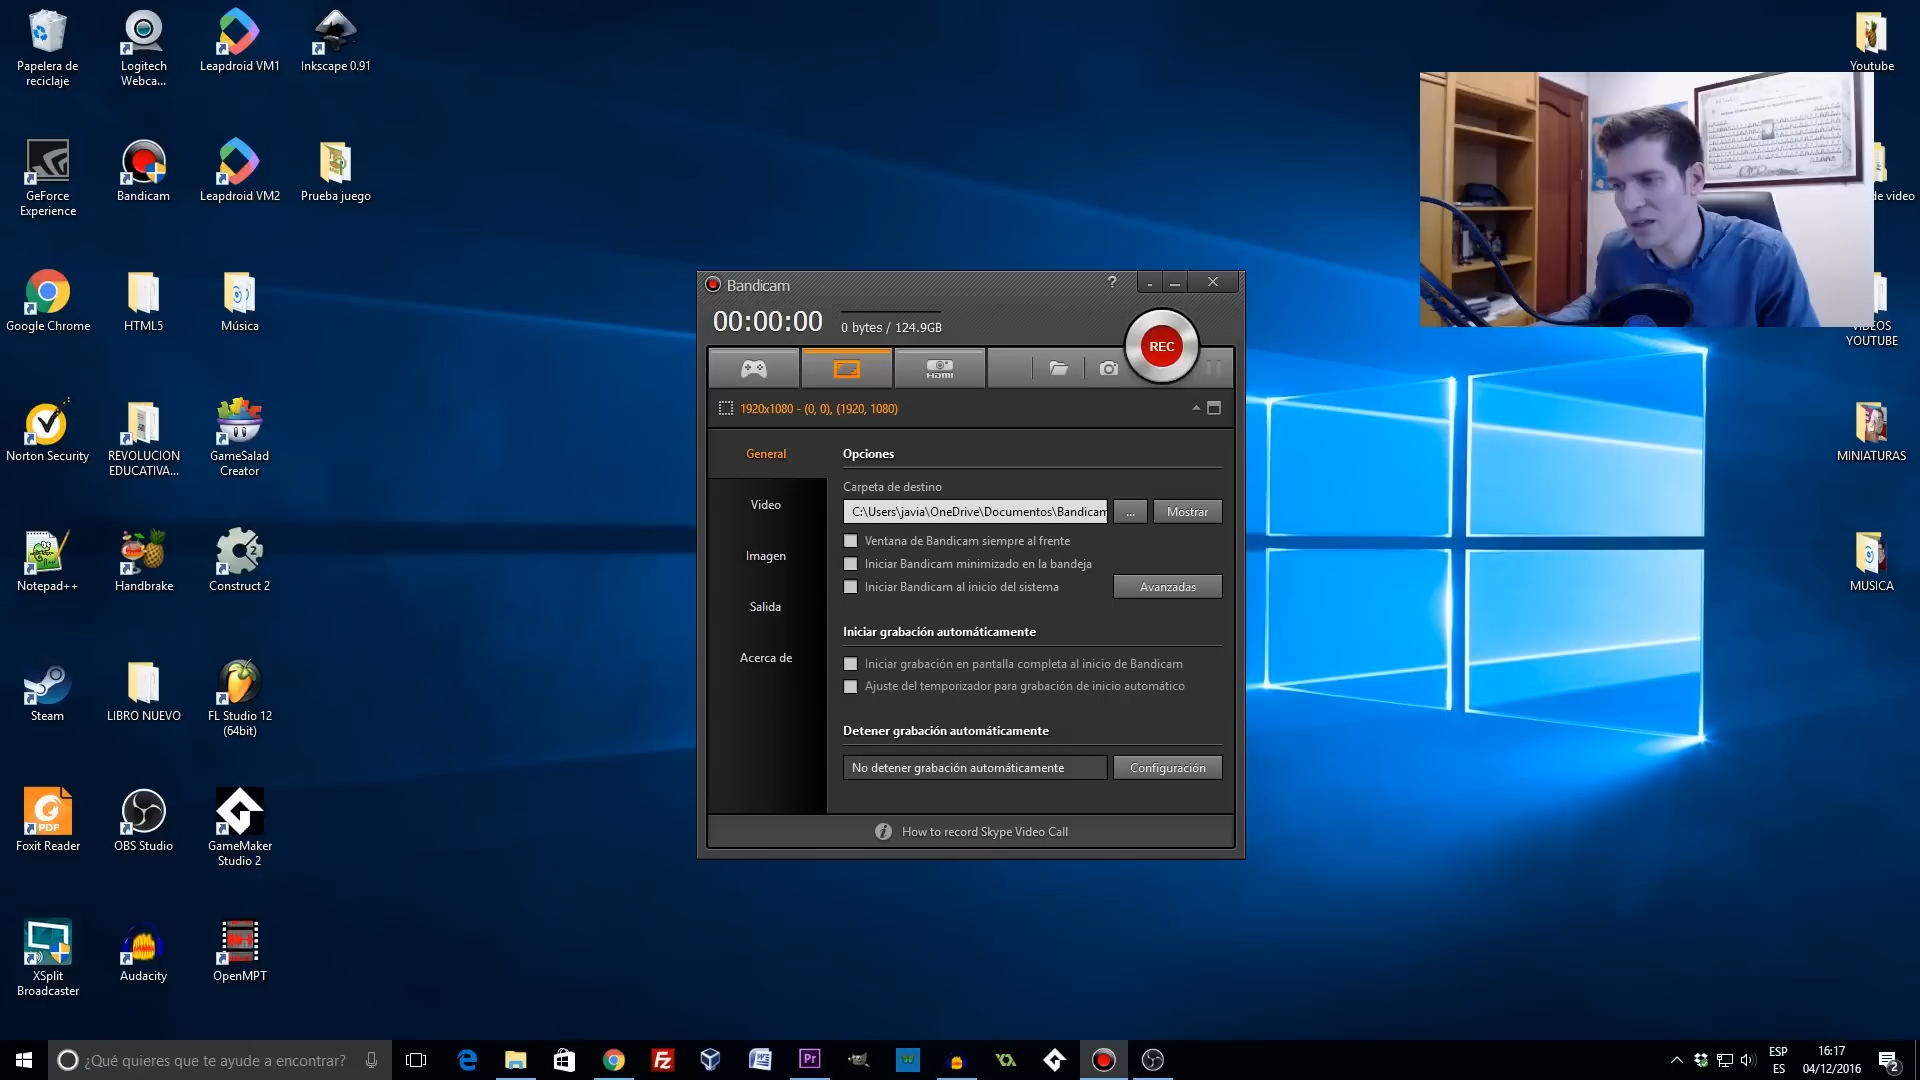 Papelera de
reciclaje
Logitech
Webca...
Leapdroid VM1
Inkscape 0.91
Youtube
GeForce
Experience
Bandicam
Leapdroid VM2
Prueba juego
de video
Google Chrome
HTML5
Música
VIDEOS
YOUTUBE
Norton Security
REVOLUCION
EDUCATIVA...
GameSalad
Creator
MINIATURAS
Notepad++
Handbrake
Construct 2
MUSICA
Steam
LIBRO NUEVO
FL Studio 12
(64bit)
PDF
Foxit Reader
OBS Studio
GameMaker
Studio 2
XSplit
Broadcaster
Audacity
OpenMPT
Bandicam
?
00:00:00
0 bytes / 124.9GB
REC
HDMI
1920x1080 - (0, 0), (1920, 1080)
General
Video
Imagen
Salida
Acerca de
Opciones
Carpeta de destino
C:\Users\javia\OneDrive\Documentos\Bandicam
...
Mostrar
Ventana de Bandicam siempre al frente
Iniciar Bandicam minimizado en la bandeja
Iniciar Bandicam al inicio del sistema
Avanzadas
Iniciar grabación automáticamente
Iniciar grabación en pantalla completa al inicio de Bandicam
Ajuste del temporizador para grabación de inicio automático
Detener grabación automáticamente
No detener grabación automáticamente
Configuración
How to record Skype Video Call
¿Qué quieres que te ayude a encontrar?
Fz
Pr
ESP
ES
16:17
04/12/2016
2